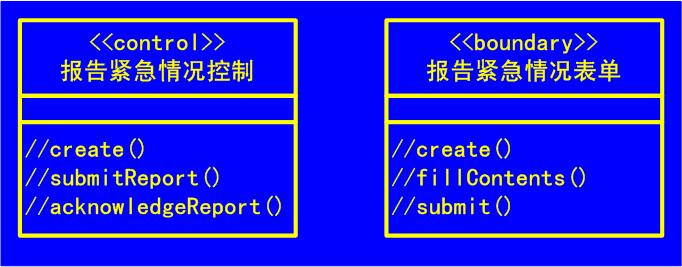 <<control>>
报告紧急情况控制
//create()
//submitReport()
//acknowledgeReport()
<<boundary>>
报告紧急情况表单
//create()
//fillContents()
//submit()